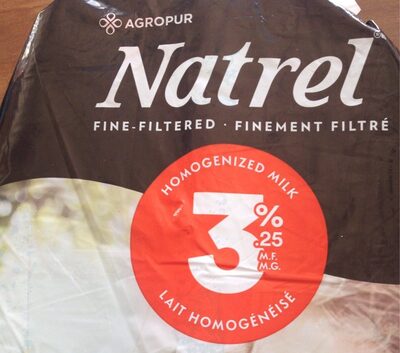 AGROPUR
Natrel
FINE-FILTERED · FINEMENT FILTRÉ
HOMOGENIZED MILK
3%
.25
M.F.
M.G.
LAIT HOMOGÉNÉISÉ